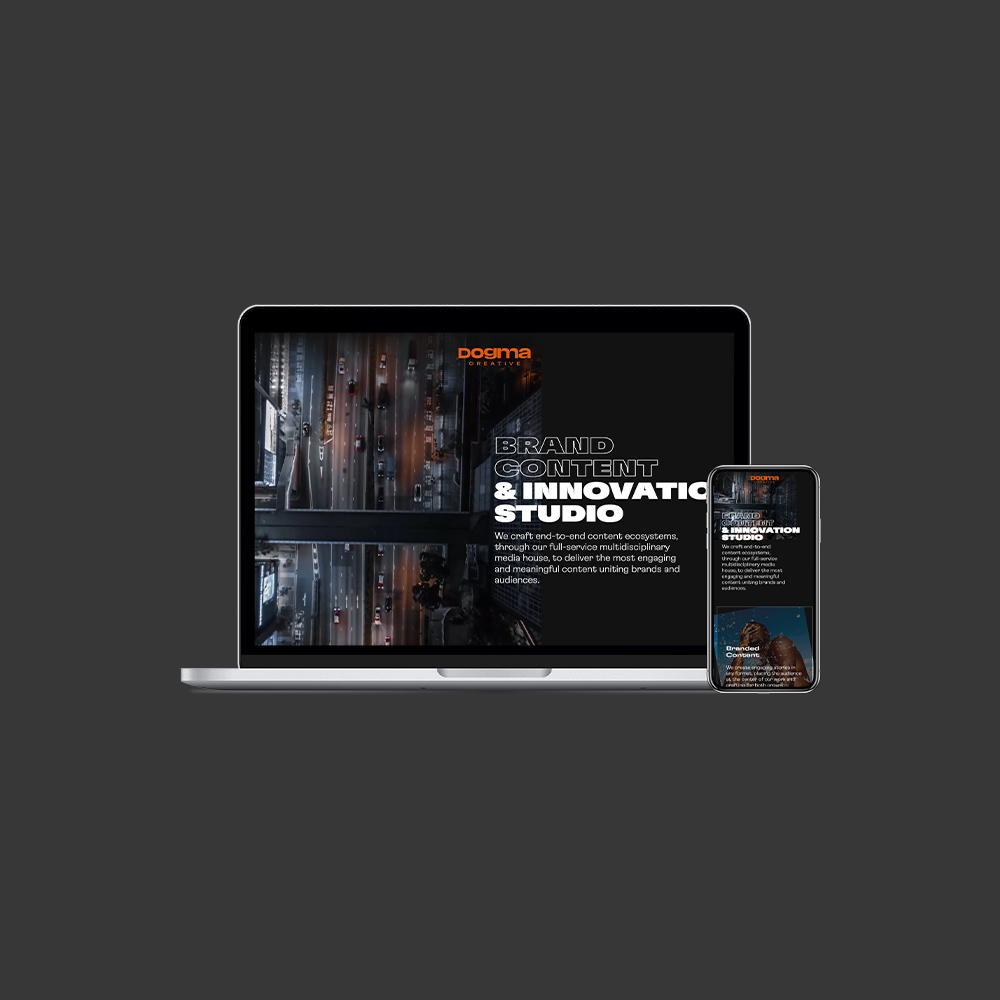 Dogma
CREATIVE
BRAND
CONTENT
& INNOVATIO
STUDIO
We craft end-to-end content ecosystems,
through our full-service multidisciplinary
media house, to deliver the most engaging
and meaningful content uniting brands and
audiences.
Dogma
CREATIVE
BRAND
CONTENT
& INNOVATION
STUDIO
We craft end-to-end
content ecosystems,
through our full-service
multidisciplinary media
house, to deliver the most
engaging and meaningful
content uniting brands and
audiences.
Branded
Content
We create engaging stories in
any format, placing the audience
at the center of our work and
crafting for both proven